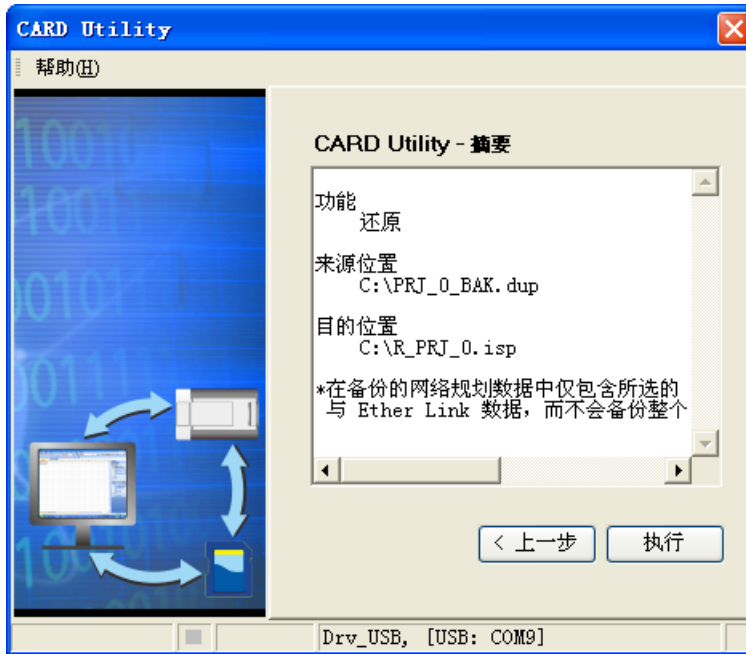 CARD Utility
帮助(H)
CARD Utility - 摘要
功能
还原
来源位置
C:\PRJ_0_BAK.dup
目的位置
C:\R_PRJ_0.isp
*在备份的网络规划数据中仅包含所选的
与 Ether Link 数据，而不会备份整个
< 上一步
执行
Drv_USB, [USB: COM9]